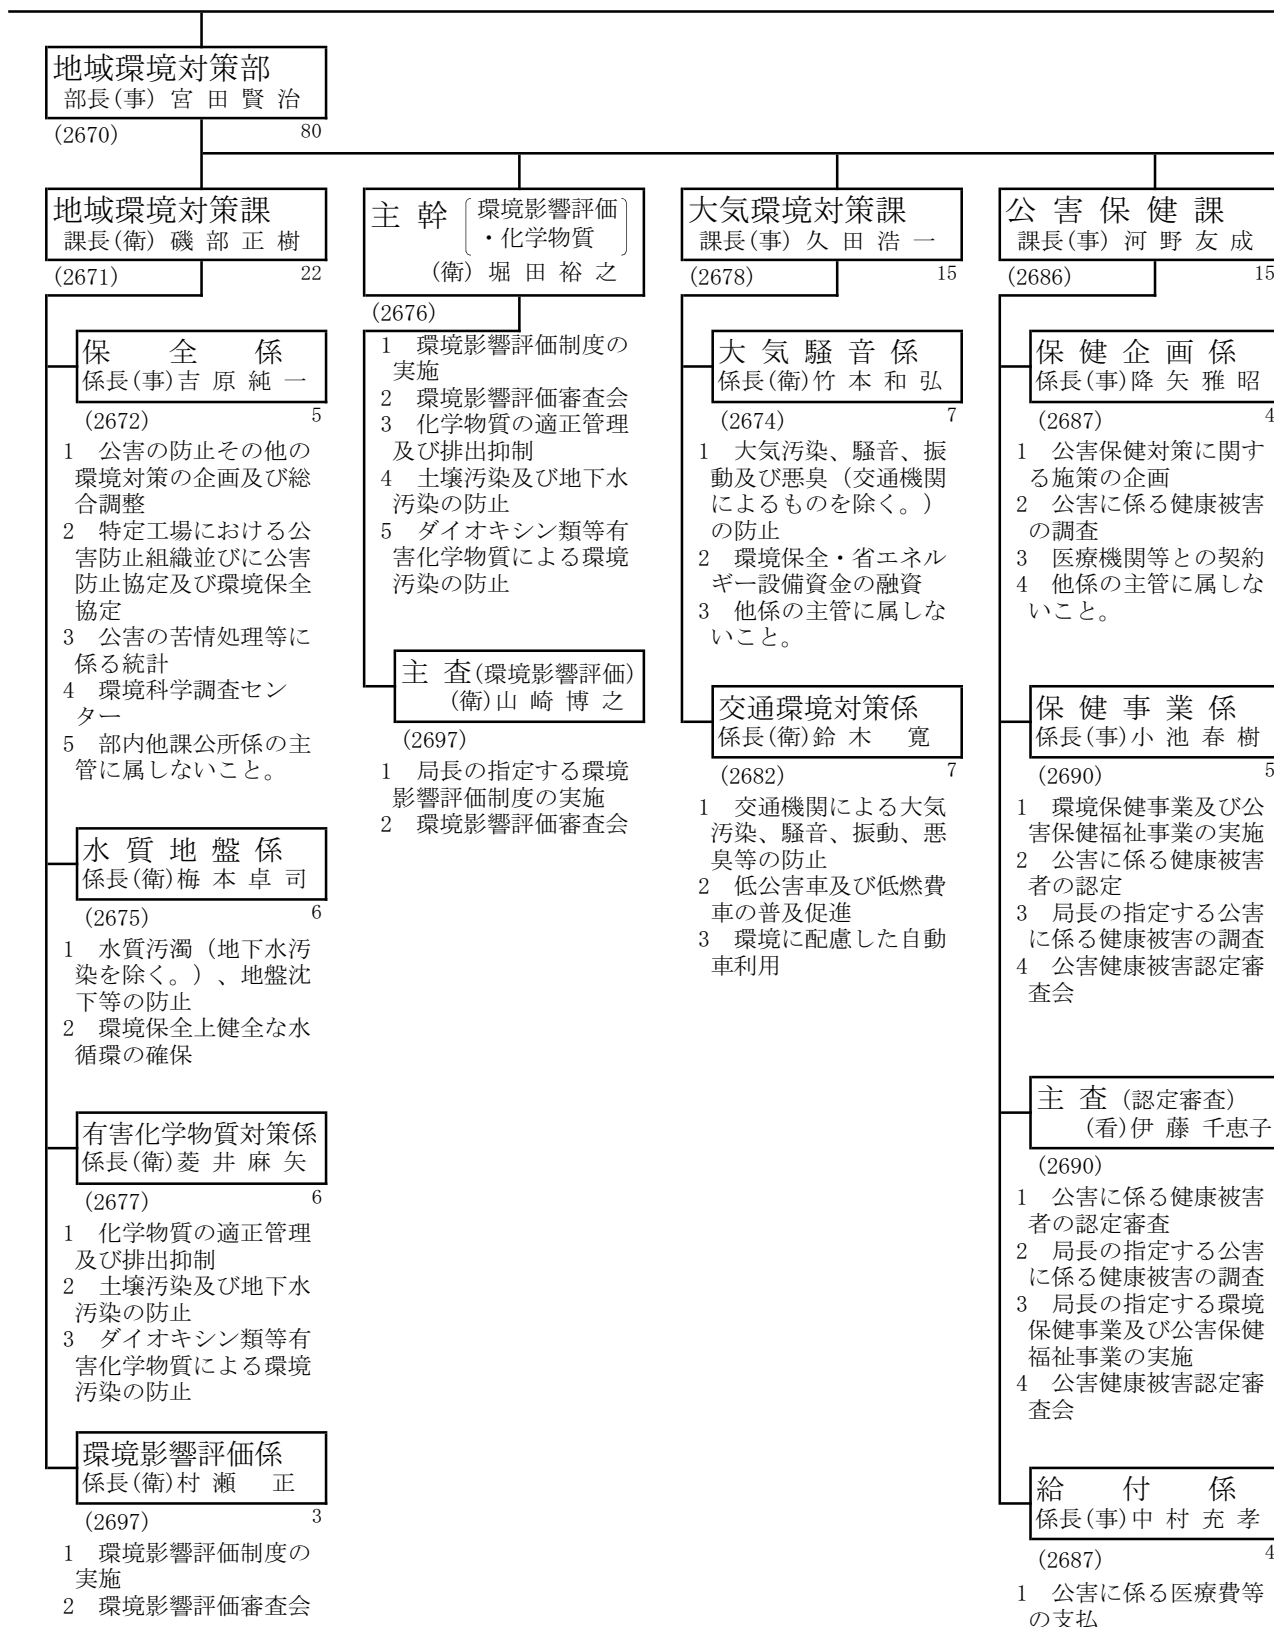 地域環境対策部
部長(事) 宮 田 賢 治
(2670) 80
地域環境対策課
課長(衛) 磯 部 正 樹
(2671) 22
保 全 係
係長(事)吉 原 純 一
(2672) 5
1 公害の防止その他の
環境対策の企画及び総
合調整
2 特定工場における公
害防止組織並びに公害
防止協定及び環境保全
協定
3 公害の苦情処理等に
係る統計
4 環境科学調査セン
ター
5 部内他課公所係の主
管に属しないこと。
水 質 地 盤 係
係長(衛)梅 本 卓 司
(2675) 6
1 水質汚濁（地下水汚
染を除く。）、地盤沈
下等の防止
2 環境保全上健全な水
循環の確保
有害化学物質対策係
係長(衛)菱 井 麻 矢
(2677) 6
1 化学物質の適正管理
及び排出抑制
2 土壌汚染及び地下水
汚染の防止
3 ダイオキシン類等有
害化学物質による環境
汚染の防止
環境影響評価係
係長(衛)村 瀬 正
(2697) 3
1 環境影響評価制度の
実施
2 環境影響評価審査会
主 幹 〔環境影響評価
・化学物質〕
(衛) 堀 田 裕 之
(2676)
1 環境影響評価制度の
実施
2 環境影響評価審査会
3 化学物質の適正管理
及び排出抑制
4 土壌汚染及び地下水
汚染の防止
5 ダイオキシン類等有
害化学物質による環境
汚染の防止
主 査(環境影響評価)
(衛)山 崎 博 之
(2697)
1 局長の指定する環境
影響評価制度の実施
2 環境影響評価審査会
大気環境対策課
課長(事) 久 田 浩 一
(2678) 15
大 気 騒 音 係
係長(衛)竹 本 和 弘
(2674) 7
1 大気汚染、騒音、振
動及び悪臭（交通機関
によるものを除く。）
の防止
2 環境保全・省エネル
ギー設備資金の融資
3 他係の主管に属しな
いこと。
交通環境対策係
係長(衛)鈴 木 寛
(2682) 7
1 交通機関による大気
汚染、騒音、振動、悪
臭等の防止
2 低公害車及び低燃費
車の普及促進
3 環境に配慮した自動
車利用
公 害 保 健 課
課長(事) 河 野 友 成
(2686) 15
保 健 企 画 係
係長(事)降 矢 雅 昭
(2687) 4
1 公害保健対策に関す
る施策の企画
2 公害に係る健康被害
の調査
3 医療機関等との契約
4 他係の主管に属しな
いこと。
保 健 事 業 係
係長(事)小 池 春 樹
(2690) 5
1 環境保健事業及び公
害保健福祉事業の実施
2 公害に係る健康被害
者の認定
3 局長の指定する公害
に係る健康被害の調査
4 公害健康被害認定審
査会
主 査（認定審査）
(看)伊 藤 千恵子
(2690)
1 公害に係る健康被害
者の認定審査
2 局長の指定する公害
に係る健康被害の調査
3 局長の指定する環境
保健事業及び公害保健
福祉事業の実施
4 公害健康被害認定審
査会
給 付 係
係長(事)中 村 充 孝
(2687) 4
1 公害に係る医療費等
の支払